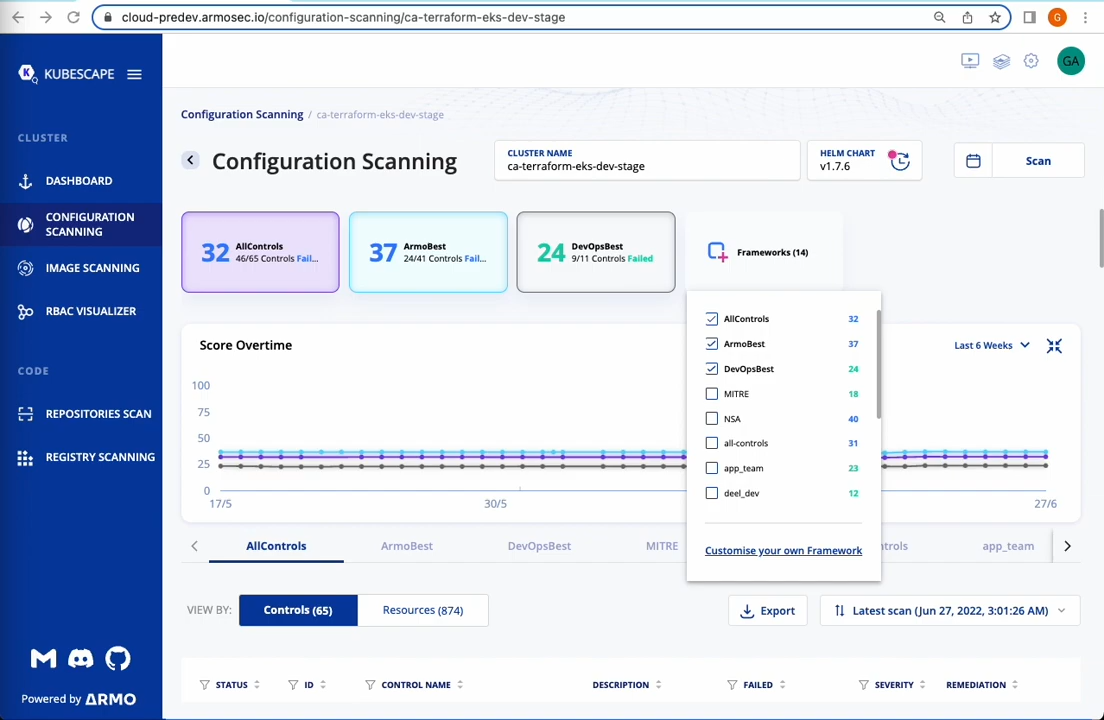 cloud-predev.armosec.io/configuration-scanning/ca-terraform-eks-dev-stage
G
KUBESCAPE
GA
CLUSTER
DASHBOARD
CONFIGURATION
SCANNING
IMAGE SCANNING
RBAC VISUALIZER
CODE
REPOSITORIES SCAN
REGISTRY SCANNING
Powered by ARMO
Configuration Scanning / ca-terraform-eks-dev-stage
Configuration Scanning
CLUSTER NAME
ca-terraform-eks-dev-stage
HELM CHART
v1.7.6
Scan
32 AllControls
46/65 Controls Fail...
37 ArmoBest
24/41 Controls Fail...
24 DevOpsBest
9/11 Controls Failed
Frameworks (14)
AllControls 32
ArmoBest 37
DevOpsBest 24
MITRE 18
NSA 40
all-controls 31
app_team 23
deel_dev 12
Customise your own Framework
Score Overtime
Last 6 Weeks
100
75
50
25
0
17/5 30/5 27/6
AllControls ArmoBest DevOpsBest MITRE ntrols app_team
VIEW BY: Controls (65) Resources (874)
Export
Latest scan (Jun 27, 2022, 3:01:26 AM)
STATUS ID CONTROL NAME DESCRIPTION FAILED SEVERITY REMEDIATION